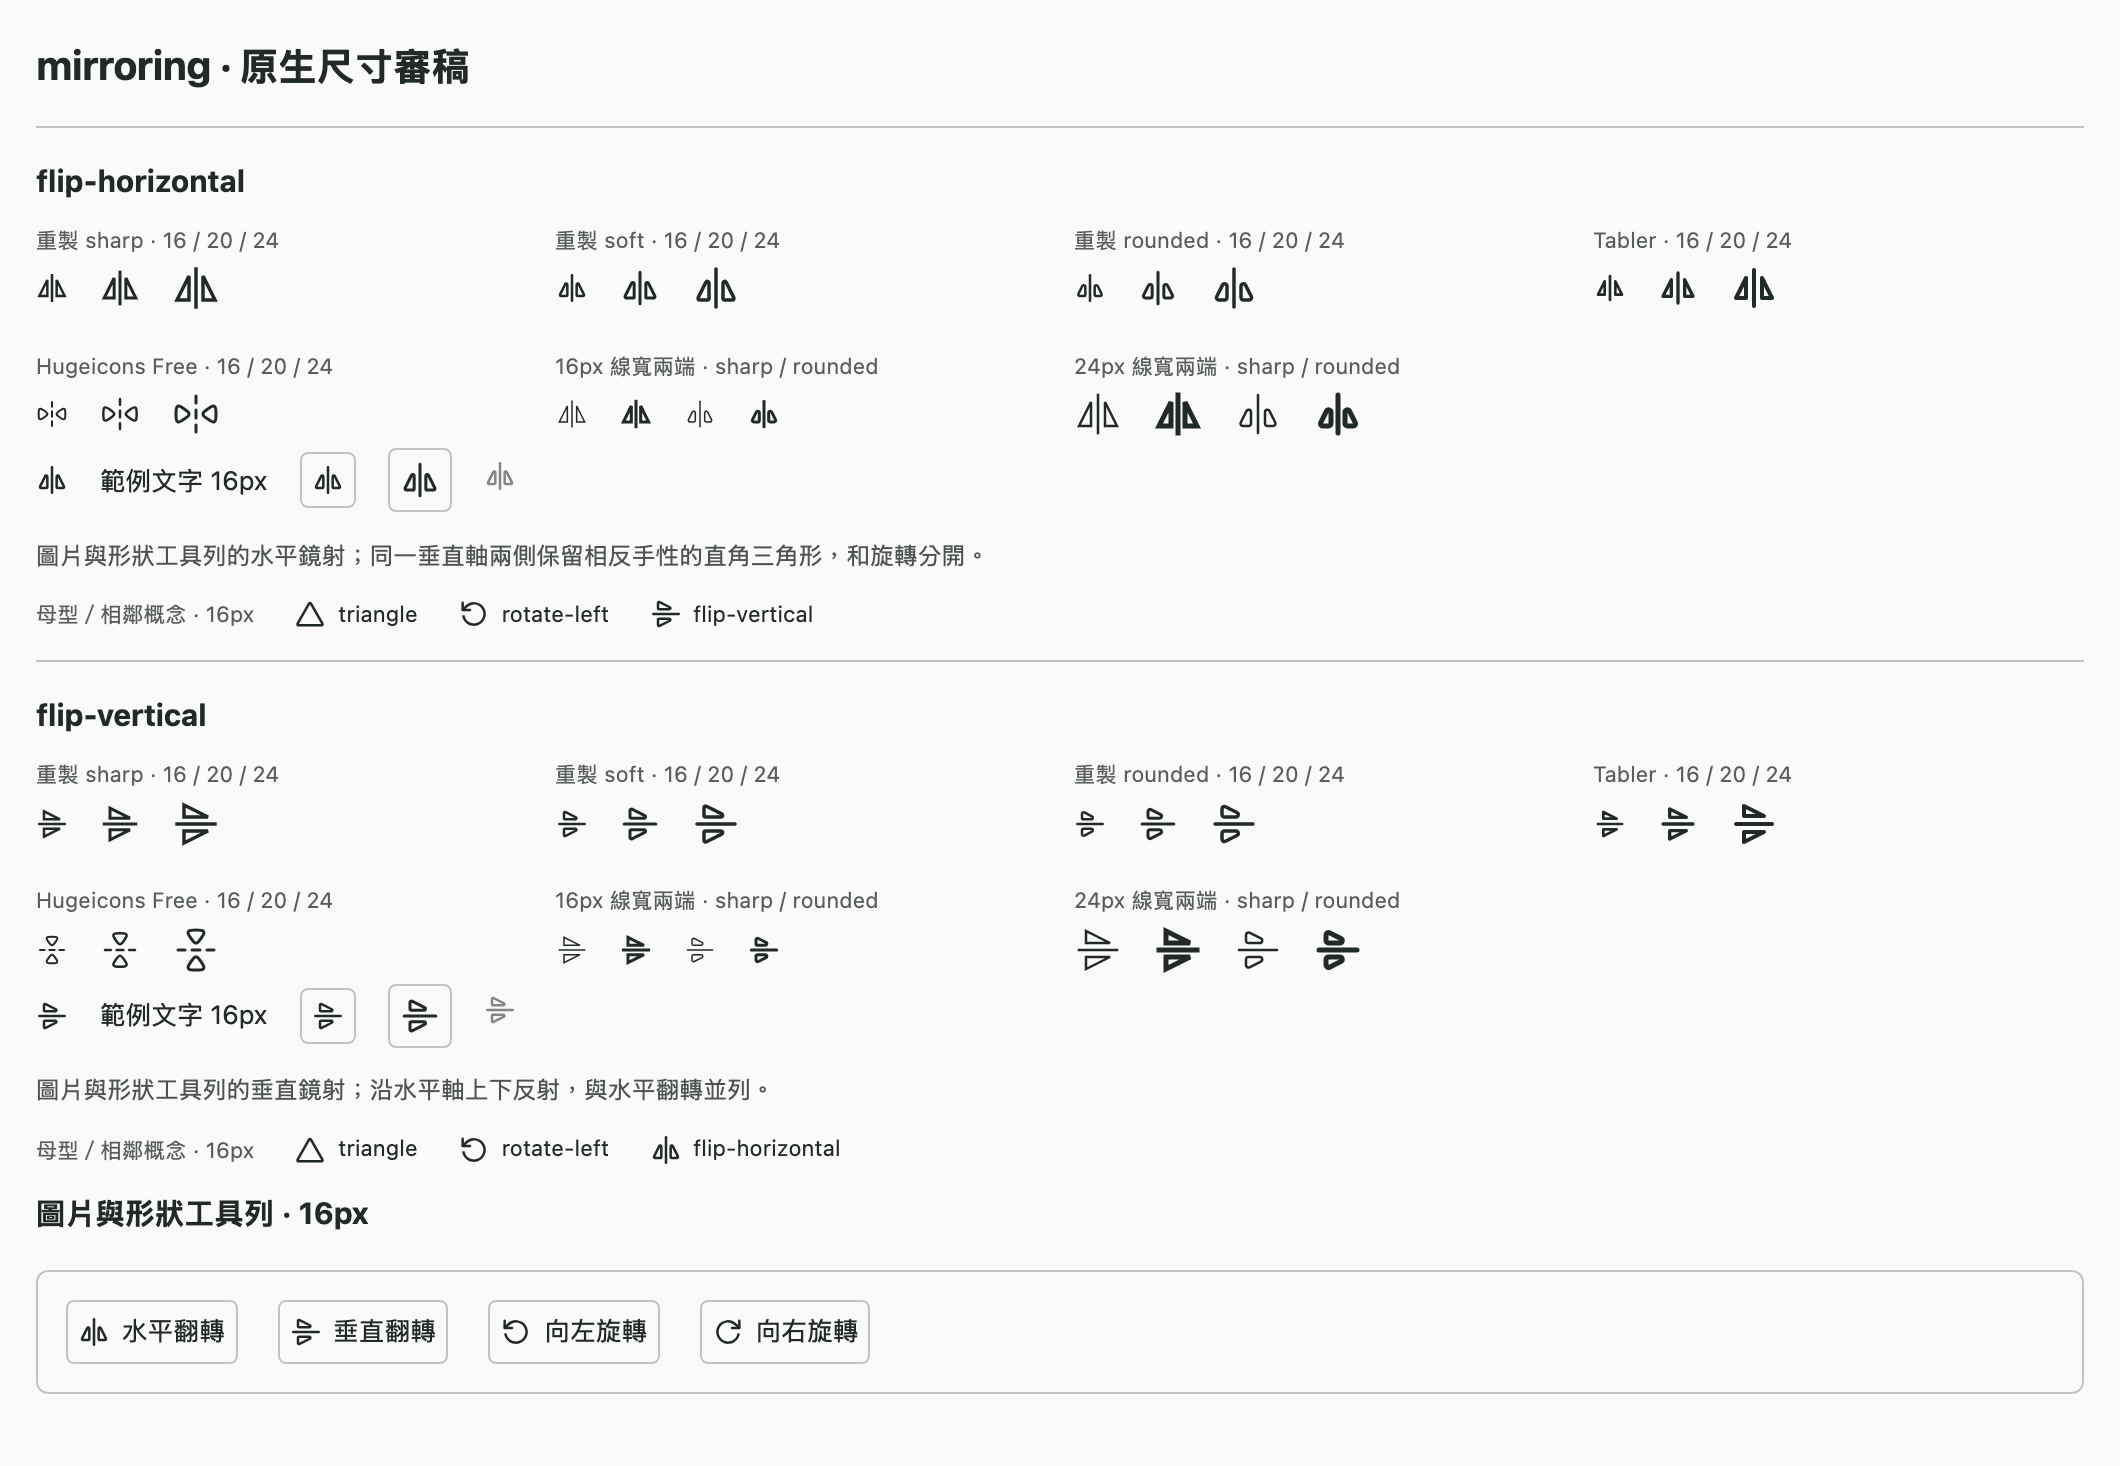 mirroring · 原生尺寸審稿
flip-horizontal
重製 sharp · 16 / 20 / 24
重製 soft · 16 / 20 / 24
重製 rounded · 16 / 20 / 24
Tabler · 16 / 20 / 24
Hugeicons Free · 16 / 20 / 24
16px 線寬兩端 · sharp / rounded
24px 線寬兩端 · sharp / rounded
範例文字 16px
圖片與形狀工具列的水平鏡射；同一垂直軸兩側保留相反手性的直角三角形，和旋轉分開。
母型 / 相鄰概念 · 16px
triangle
rotate-left
flip-vertical
flip-vertical
重製 sharp · 16 / 20 / 24
重製 soft · 16 / 20 / 24
重製 rounded · 16 / 20 / 24
Tabler · 16 / 20 / 24
Hugeicons Free · 16 / 20 / 24
16px 線寬兩端 · sharp / rounded
24px 線寬兩端 · sharp / rounded
範例文字 16px
圖片與形狀工具列的垂直鏡射；沿水平軸上下反射，與水平翻轉並列。
母型 / 相鄰概念 · 16px
triangle
rotate-left
flip-horizontal
圖片與形狀工具列 · 16px
水平翻轉
垂直翻轉
向左旋轉
向右旋轉